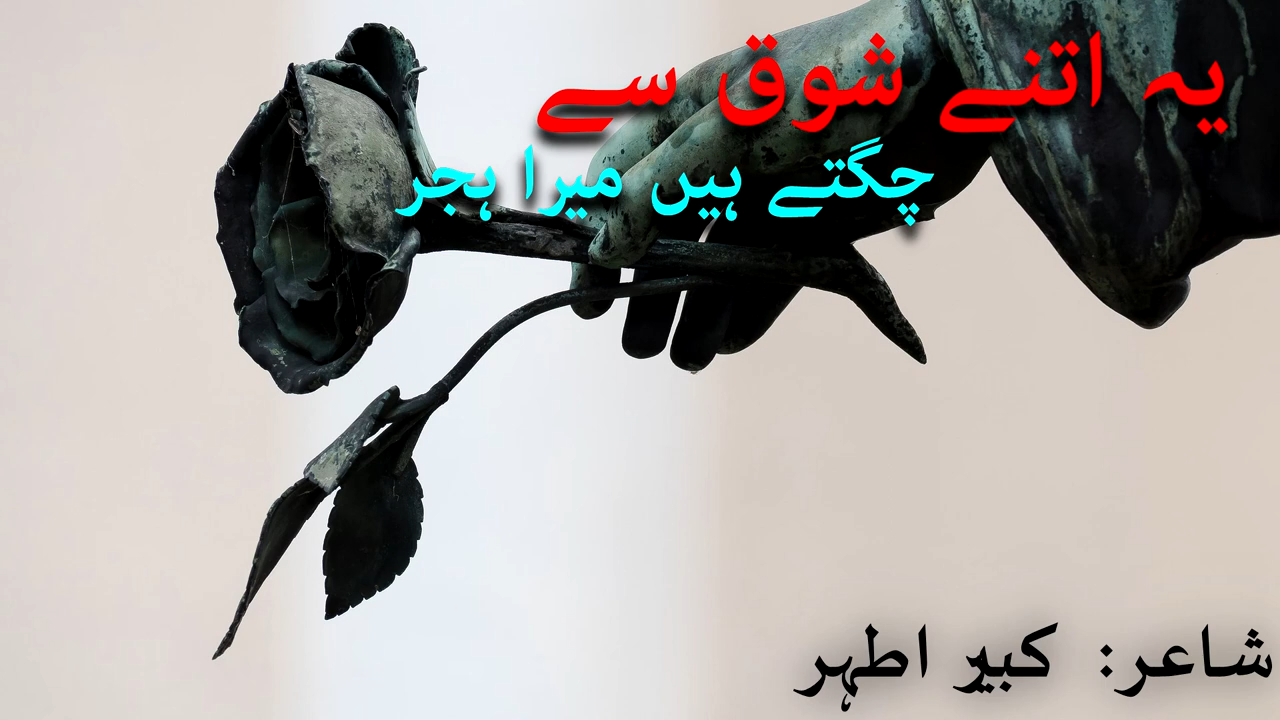 یہ اتنے شوق سے
چگتے ہیں میرا ہجر
شاعر: کبیر اطہر